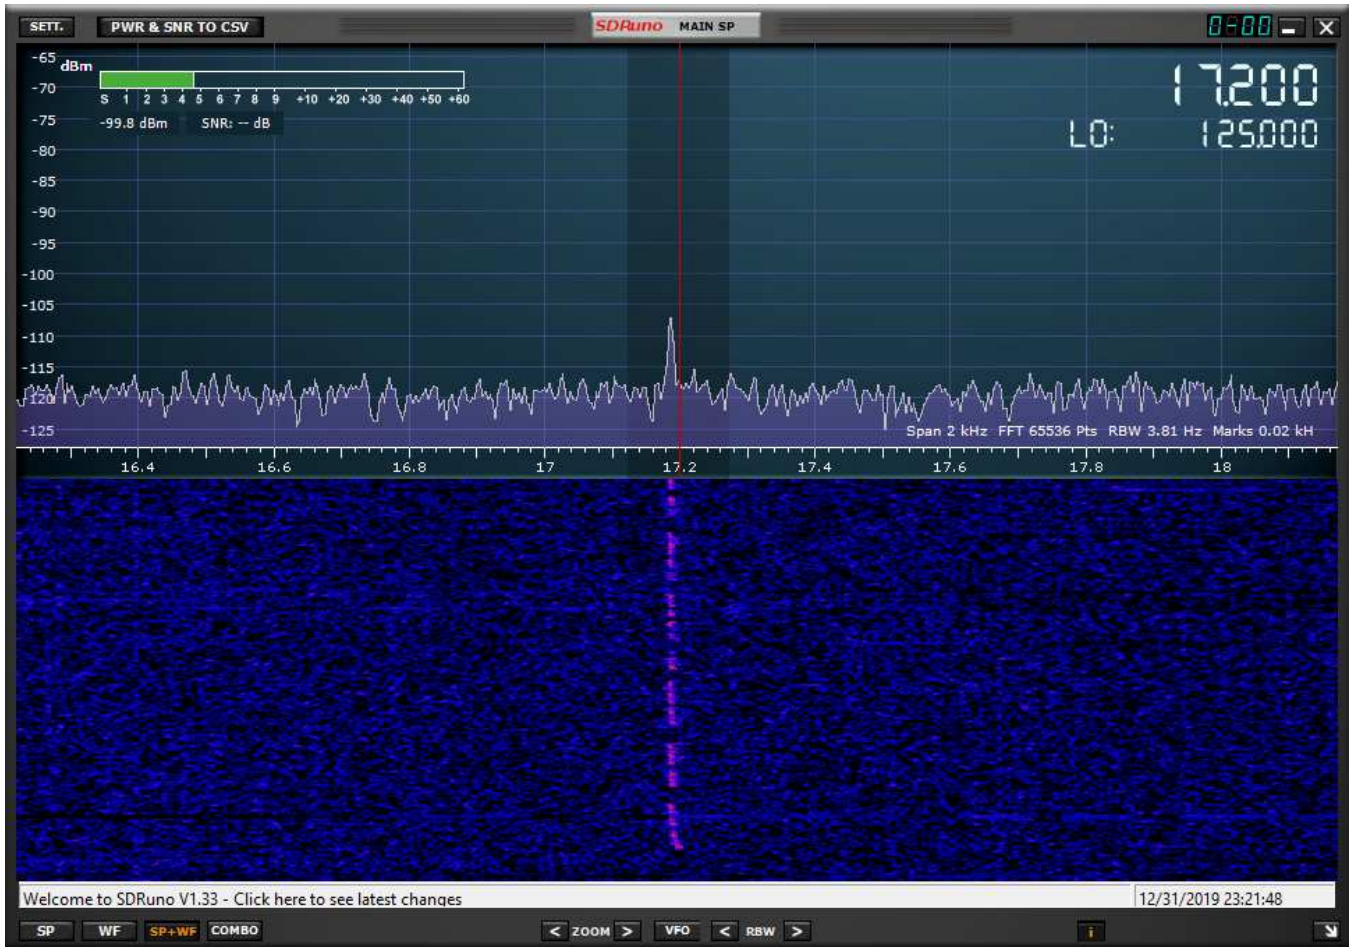 SETT. PWR & SNR TO CSV SDRuno MAIN SP 0-00
-65 dBm
17.200
-70
S 1 2 3 4 5 6 7 8 9 +10 +20 +30 +40 +50 +60
-75 -99.8 dBm SNR: -- dB
LO: 125.000
-80
-85
-90
-95
-100
-105
-110
-115
-120
-125 Span 2 kHz FFT 65536 Pts RBW 3.81 Hz Marks 0.02 kH
16.4 16.6 16.8 17 17.2 17.4 17.6 17.8 18
Welcome to SDRuno V1.33 - Click here to see latest changes 12/31/2019 23:21:48
SP WF SP+WF COMBO < ZOOM > VFO < RBW > i